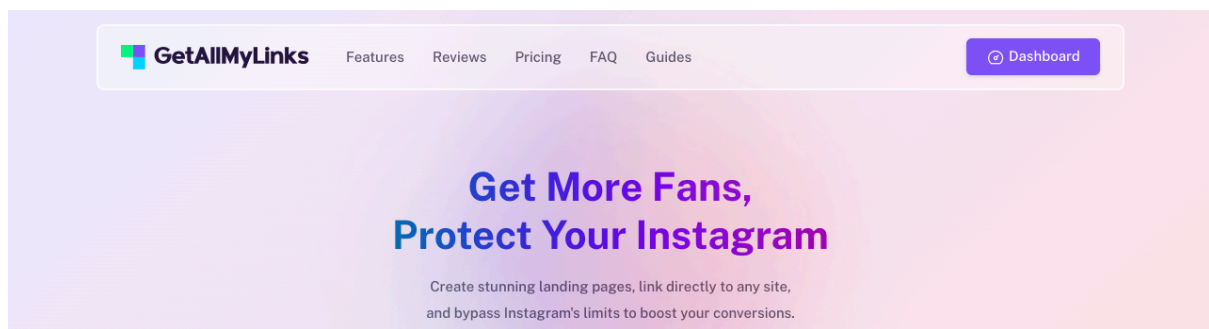 GetAllMyLinks Features Reviews Pricing FAQ Guides Dashboard
Get More Fans,
Protect Your Instagram
Create stunning landing pages, link directly to any site,
and bypass Instagram's limits to boost your conversions.